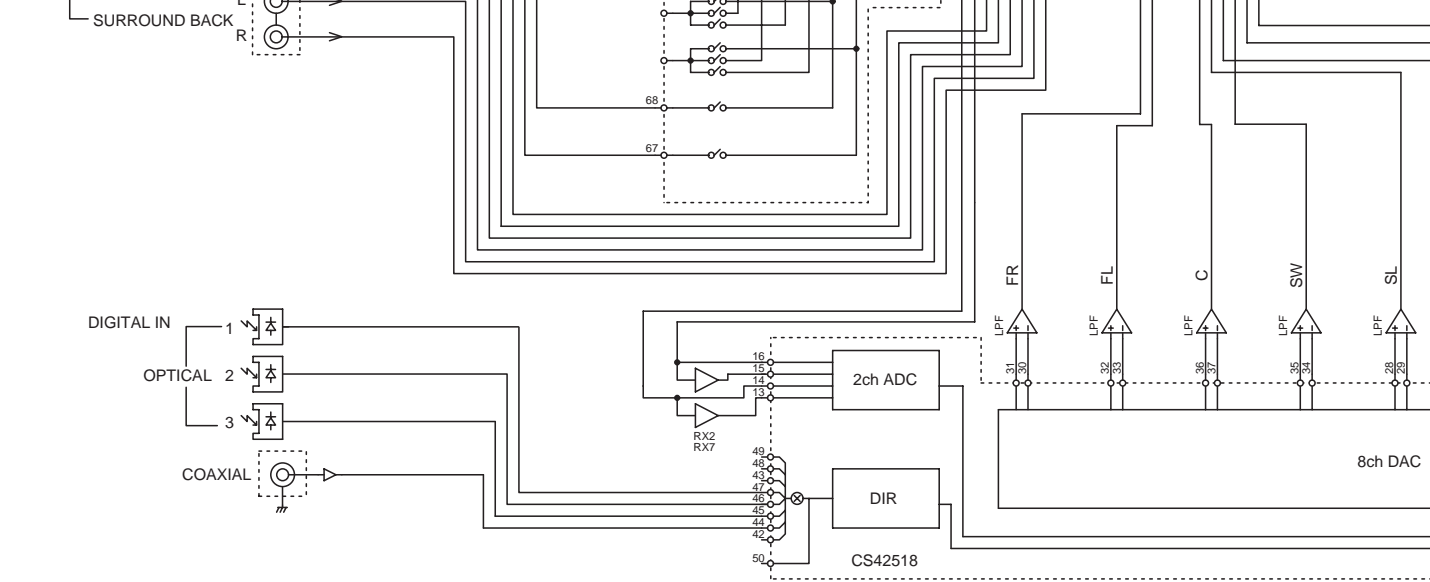 SURROUND BACK
R
68
67
FR
FL
C
SW
SL
LPF
LPF
LPF
LPF
LPF
DIGITAL IN
1
OPTICAL 2
3
COAXIAL
16
15
14
13
2ch ADC
RX2
RX7
31
30
32
33
36
37
35
34
28
29
8ch DAC
49
48
43
47
46
45
44
42
50
DIR
CS42518